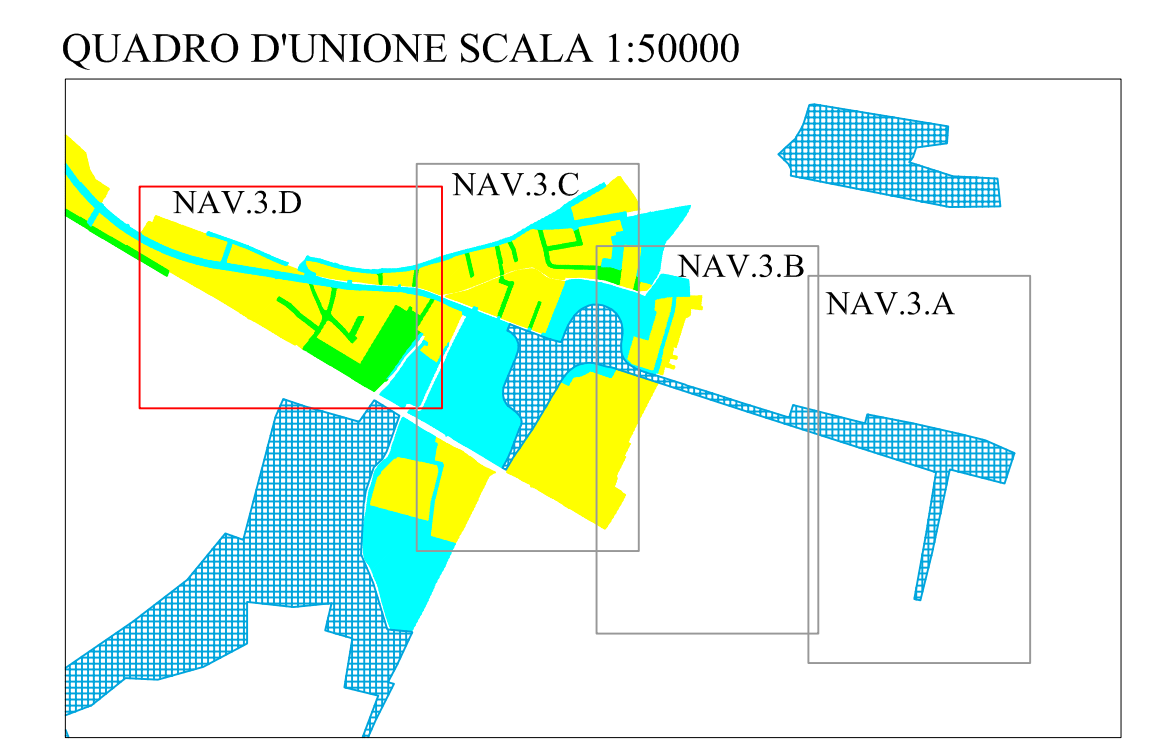 QUADRO D'UNIONE SCALA 1:50000
NAV.3.D
NAV.3.C
NAV.3.B
NAV.3.A